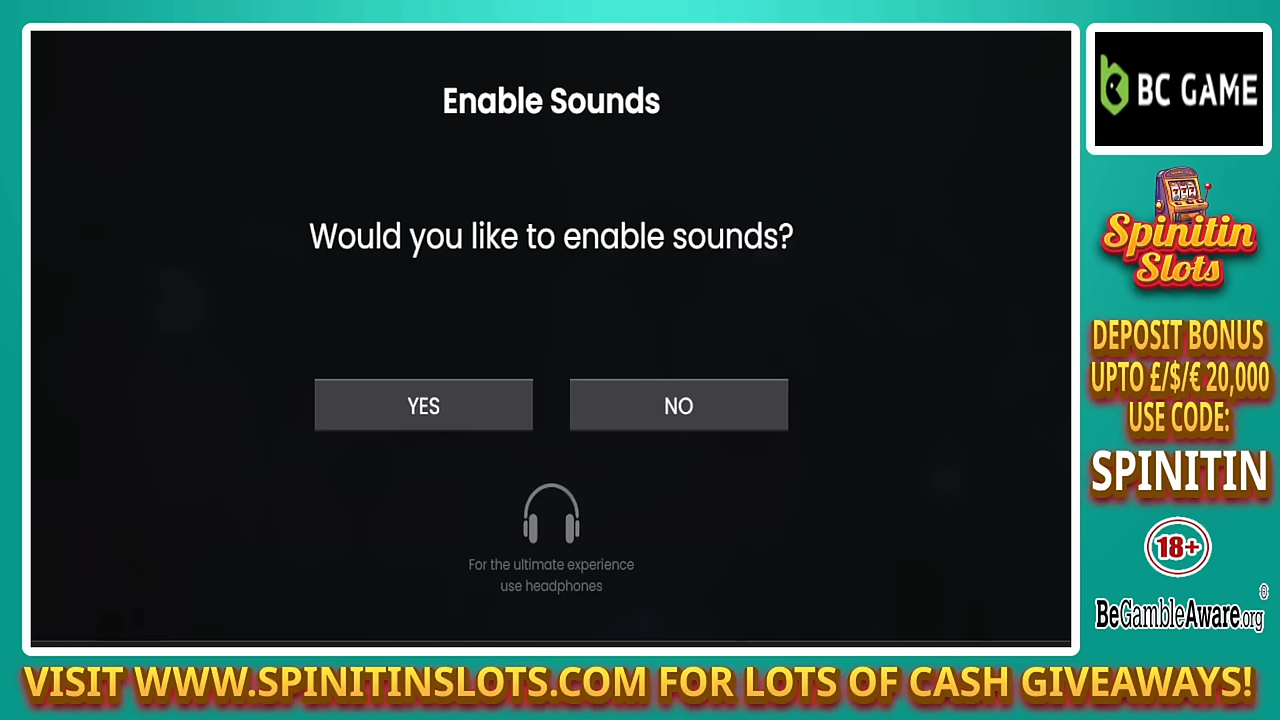 Enable Sounds
Would you like to enable sounds?
YES
NO
For the ultimate experience
use headphones
BC GAME
Spinitin
Slots
DEPOSIT BONUS
UPTO £/$/€ 20,000
USE CODE:
SPINITIN
18+
BeGambleAware.org®
VISIT WWW.SPINITINSLOTS.COM FOR LOTS OF CASH GIVEAWAYS!